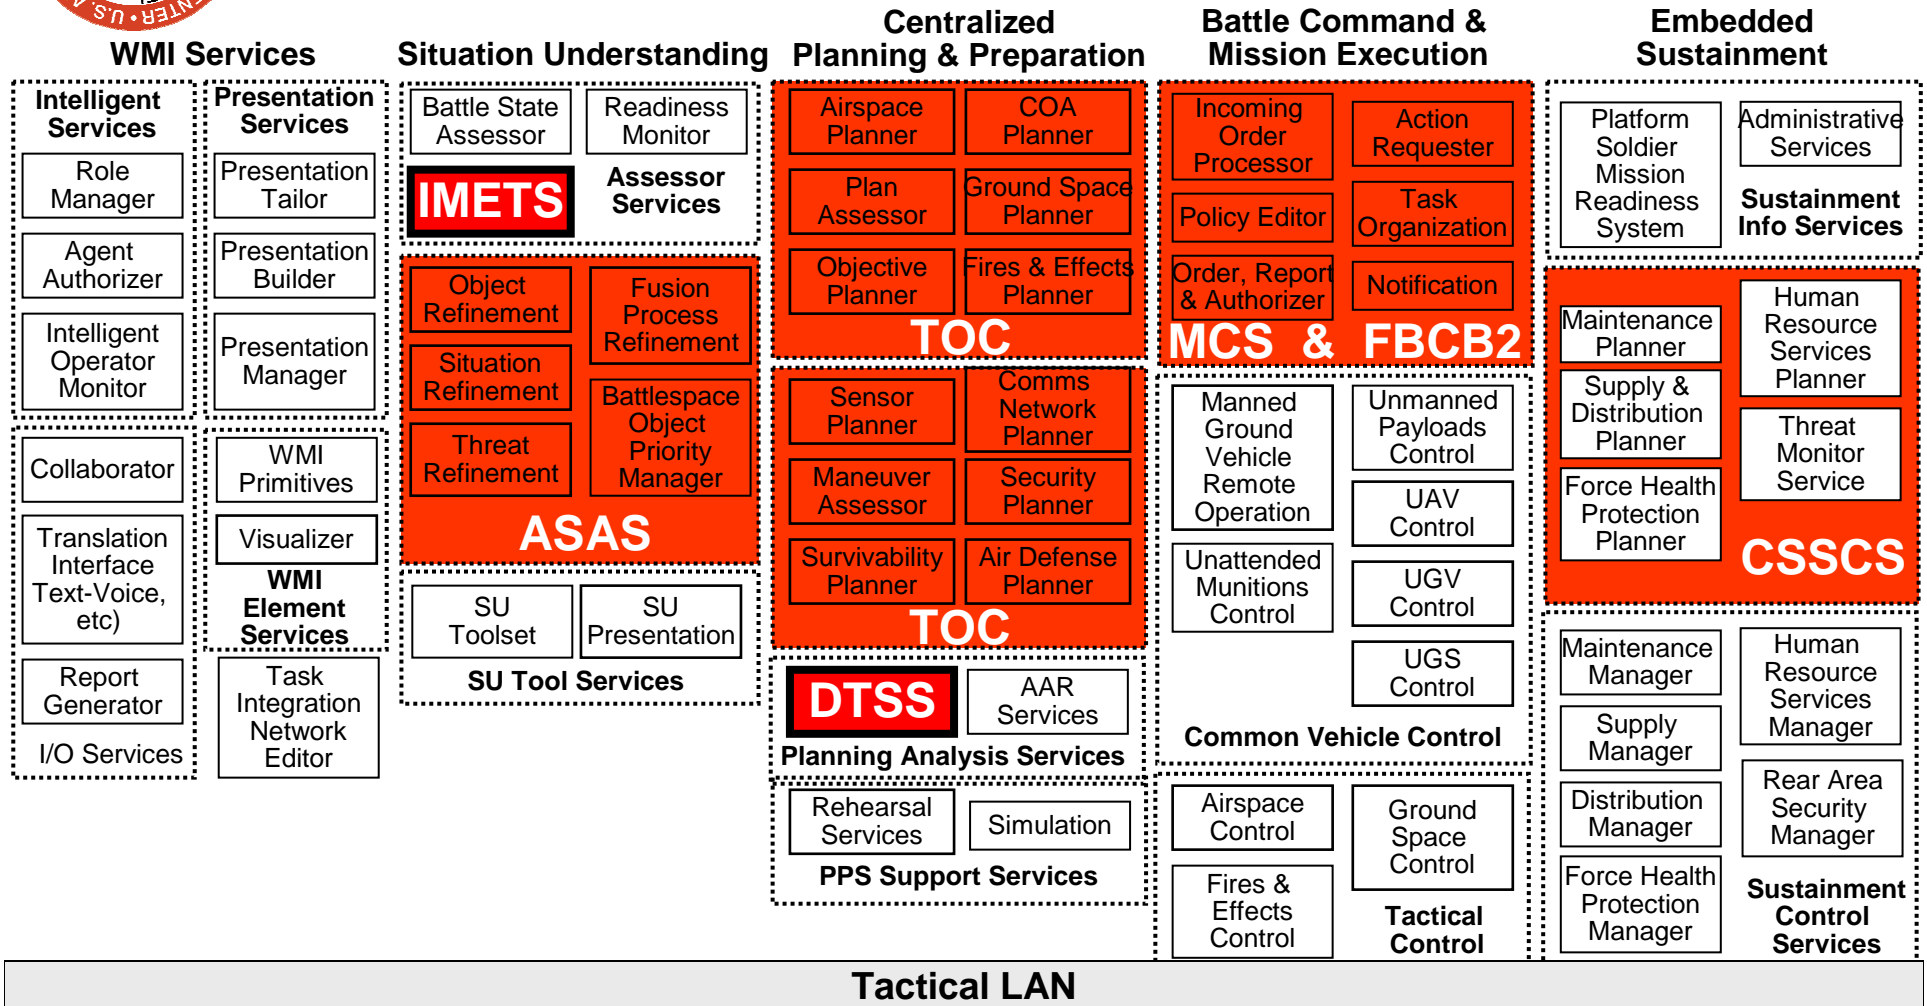 ENTER • U.S. A
WMI Services
Intelligent
Services
Role
Manager
Agent
Authorizer
Intelligent
Operator
Monitor
Presentation
Services
Presentation
Tailor
Presentation
Builder
Presentation
Manager
Collaborator
Translation
Interface
Text-Voice,
etc)
Report
Generator
I/O Services
WMI
Primitives
Visualizer
WMI
Element
Services
Task
Integration
Network
Editor
Situation Understanding
Battle State
Assessor
Readiness
Monitor
IMETS
Assessor
Services
Object
Refinement
Fusion
Process
Refinement
Situation
Refinement
Battlespace
Object
Priority
Manager
Threat
Refinement
ASAS
SU
Toolset
SU
Presentation
SU Tool Services
Centralized
Planning & Preparation
Airspace
Planner
COA
Planner
Plan
Assessor
Ground Space
Planner
Objective
Planner
Fires & Effects
Planner
TOC
Sensor
Planner
Comms
Network
Planner
Maneuver
Assessor
Security
Planner
Survivability
Planner
Air Defense
Planner
TOC
DTSS
AAR
Services
Planning Analysis Services
Rehearsal
Services
Simulation
PPS Support Services
Battle Command &
Mission Execution
Incoming
Order
Processor
Action
Requester
Policy Editor
Task
Organization
Order, Report
& Authorizer
Notification
MCS & FBCB2
Manned
Ground
Vehicle
Remote
Operation
Unmanned
Payloads
Control
UAV
Control
Unattended
Munitions
Control
UGV
Control
UGS
Control
Common Vehicle Control
Airspace
Control
Ground
Space
Control
Fires &
Effects
Control
Tactical
Control
Embedded
Sustainment
Platform
Soldier
Mission
Readiness
System
Administrative
Services
Sustainment
Info Services
Maintenance
Planner
Human
Resource
Services
Planner
Supply &
Distribution
Planner
Threat
Monitor
Service
Force Health
Protection
Planner
CSSCS
Maintenance
Manager
Human
Resource
Services
Manager
Supply
Manager
Distribution
Manager
Rear Area
Security
Manager
Force Health
Protection
Manager
Sustainment
Control
Services
Tactical LAN